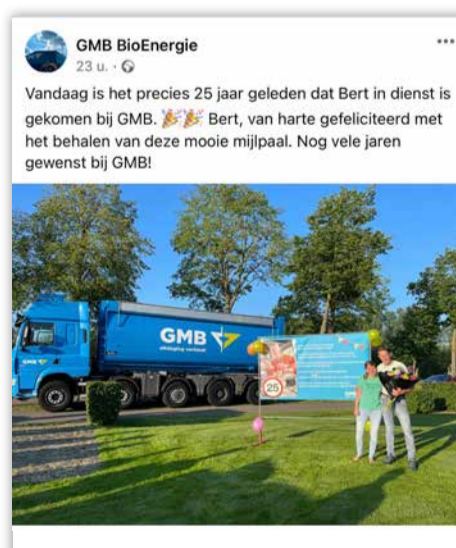 GMB BioEnergie
23 u.
Vandaag is het precies 25 jaar geleden dat Bert in dienst is
gekomen bij GMB. 🎉🎉 Bert, van harte gefeliciteerd met
het behalen van deze mooie mijlpaal. Nog vele jaren
gewenst bij GMB!
GMB
GMB
25